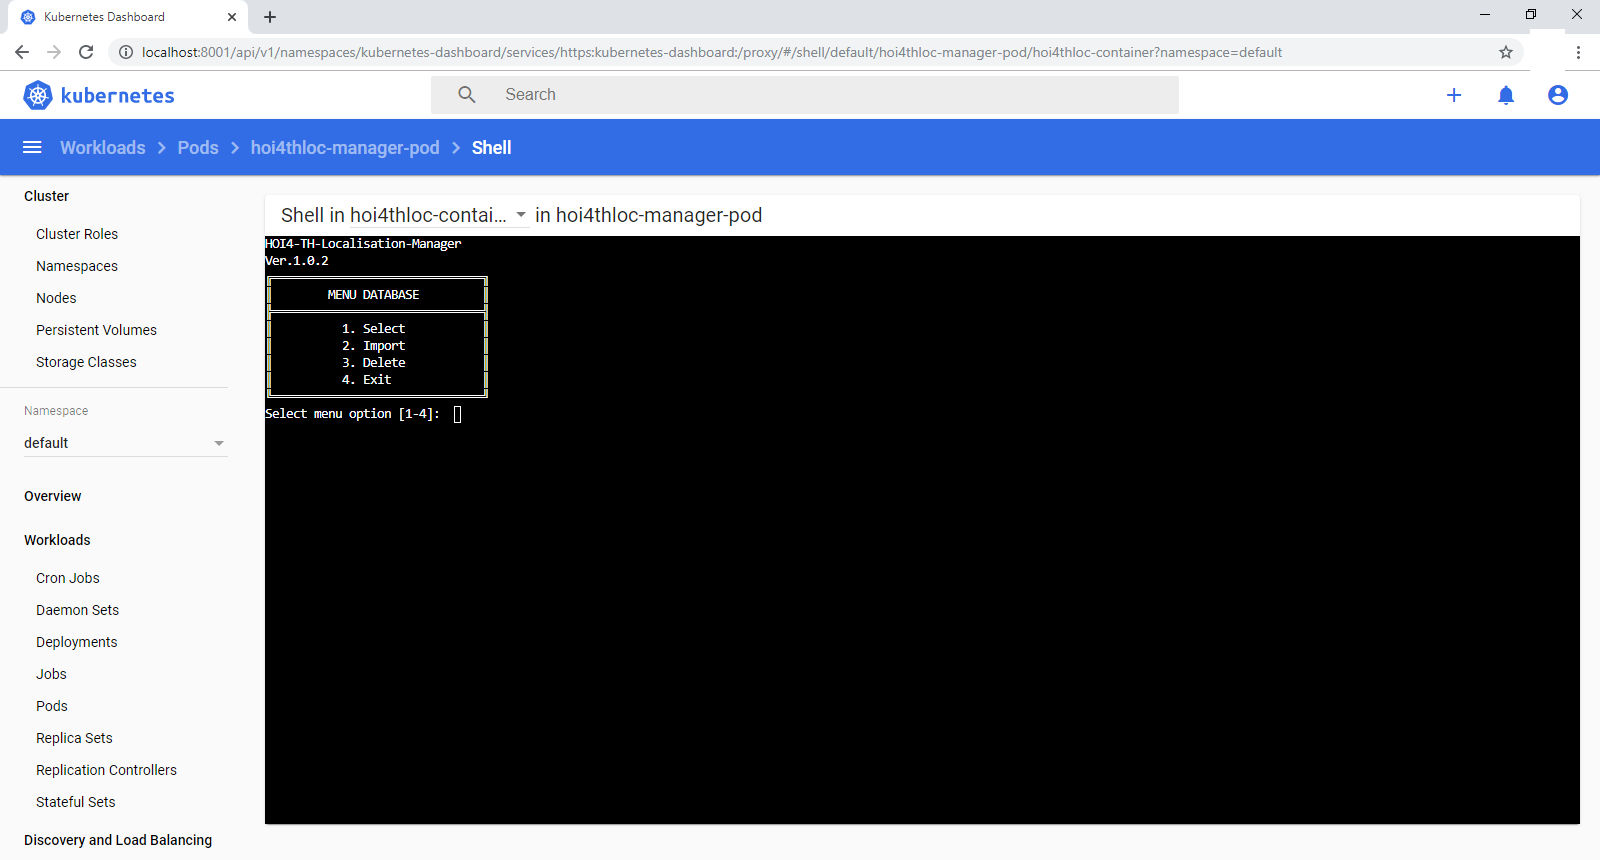 Kubernetes Dashboard
localhost:8001/api/v1/namespaces/kubernetes-dashboard/services/https:kubernetes-dashboard:/proxy/#/shell/default/hoi4thloc-manager-pod/hoi4thloc-container?namespace=default
kubernetes
Search
Workloads > Pods > hoi4thloc-manager-pod > Shell
Cluster
Cluster Roles
Namespaces
Nodes
Persistent Volumes
Storage Classes
Namespace
default
Overview
Workloads
Cron Jobs
Daemon Sets
Deployments
Jobs
Pods
Replica Sets
Replication Controllers
Stateful Sets
Discovery and Load Balancing
Shell in hoi4thloc-contai... in hoi4thloc-manager-pod
HOI4-TH-Localisation-Manager
Ver.1.0.2
MENU DATABASE
1. Select
2. Import
3. Delete
4. Exit
Select menu option [1-4]: